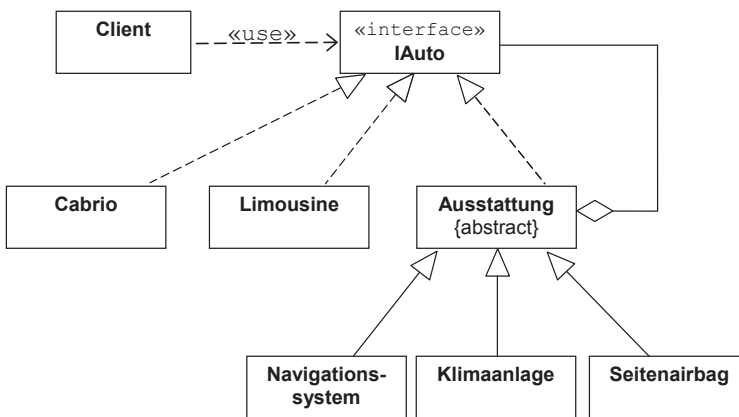 Client
«use»
«interface»
IAuto
Cabrio
Limousine
Ausstattung
{abstract}
Navigations-
system
Klimaanlage
Seitenairbag